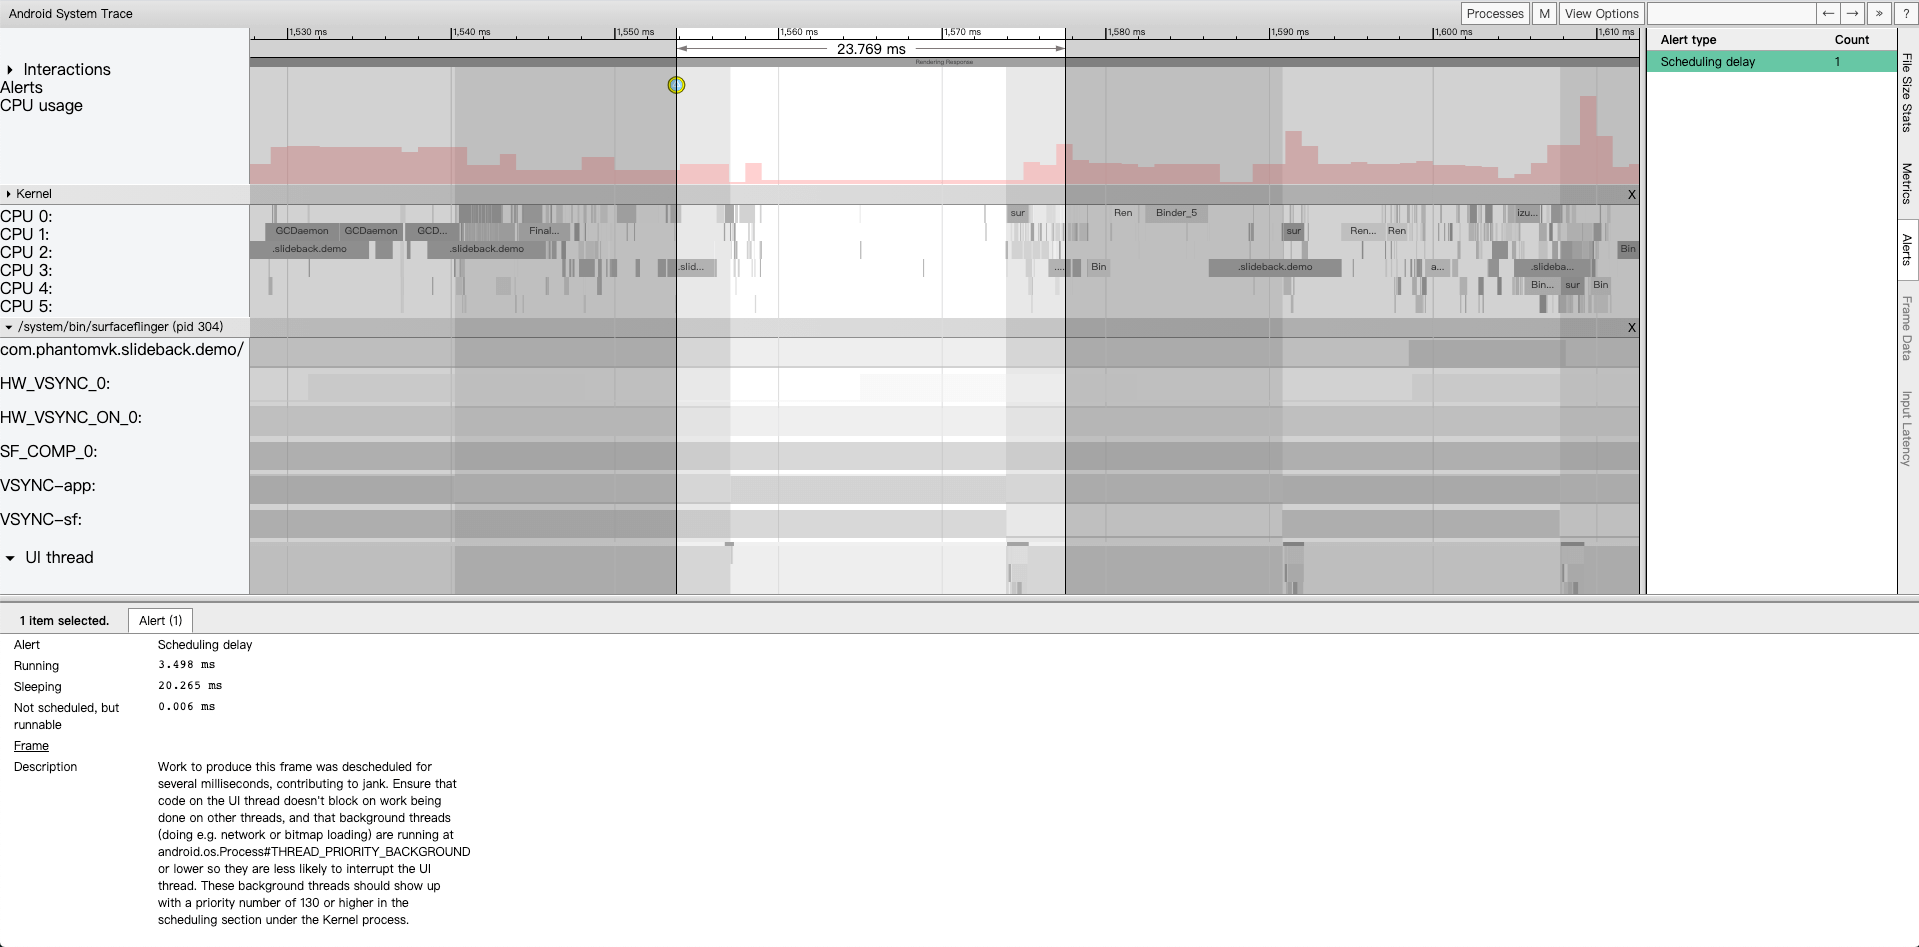 Android System Trace
Processes M View Options ← → » ?
1,530 ms 1,540 ms 1,550 ms 1,560 ms 1,570 ms 1,580 ms 1,590 ms 1,600 ms 1,610 ms
23.769 ms
Alert type Count
Scheduling delay 1
File Size Stats
Metrics
Alerts
Frame Data
Input Latency
Rendering Response
Interactions
Alerts
CPU usage
Kernel X
CPU 0: sur Ren Binder_5 izu...
CPU 1: GCDaemon GCDaemon GCD... Final... sur Ren... Ren
CPU 2: .slideback.demo .slideback.demo Bin
CPU 3: .slid... .... Bin .slideback.demo a... .slideba...
CPU 4: Bin... sur Bin
CPU 5:
/system/bin/surfaceflinger (pid 304) X
com.phantomvk.slideback.demo/
HW_VSYNC_0:
HW_VSYNC_ON_0:
SF_COMP_0:
VSYNC-app:
VSYNC-sf:
UI thread
1 item selected. Alert (1)
Alert Scheduling delay
Running 3.498 ms
Sleeping 20.265 ms
Not scheduled, but 0.006 ms
runnable
Frame
Description Work to produce this frame was descheduled for
several milliseconds, contributing to jank. Ensure that
code on the UI thread doesn't block on work being
done on other threads, and that background threads
(doing e.g. network or bitmap loading) are running at
android.os.Process#THREAD_PRIORITY_BACKGROUND
or lower so they are less likely to interrupt the UI
thread. These background threads should show up
with a priority number of 130 or higher in the
scheduling section under the Kernel process.